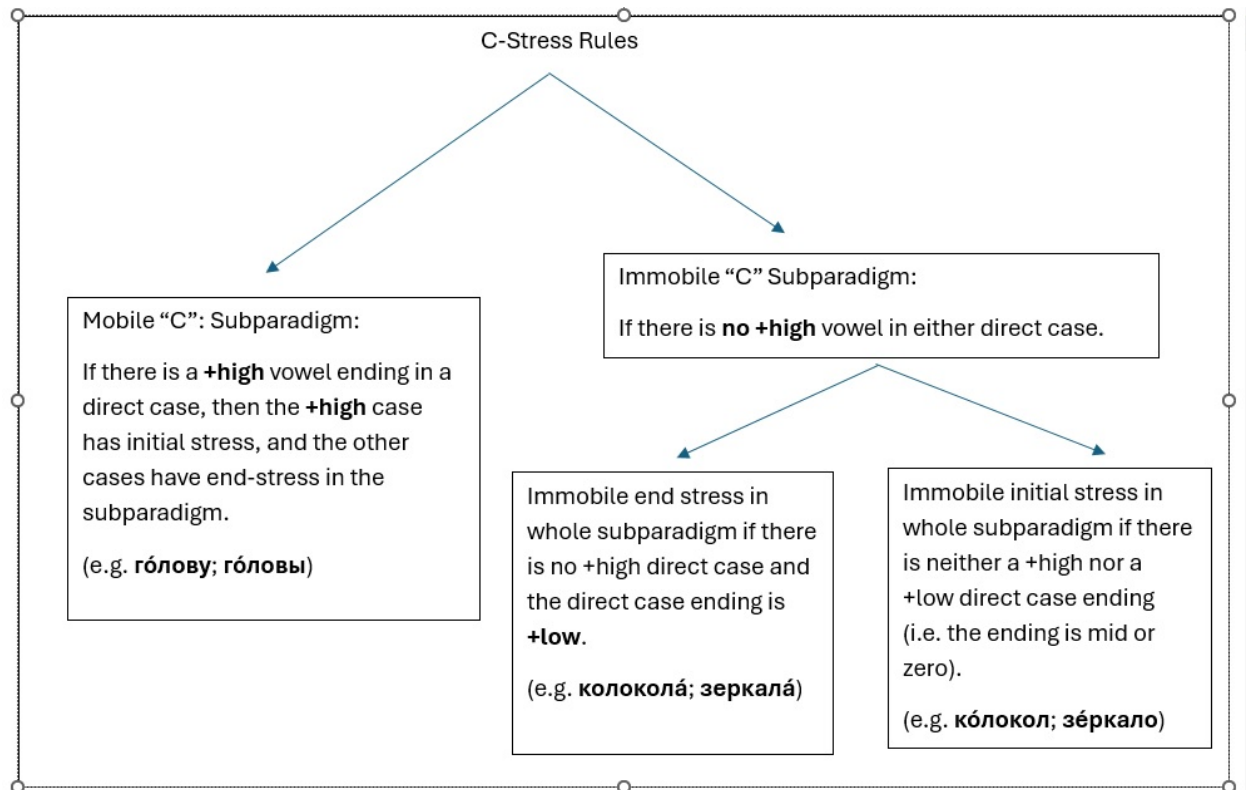 C-Stress Rules
Mobile “C”: Subparadigm:
If there is a +high vowel ending in a
direct case, then the +high case
has initial stress, and the other
cases have end-stress in the
subparadigm.
(e.g. го́лову; го́ловы)
Immobile “C” Subparadigm:
If there is no +high vowel in either direct case.
Immobile end stress in
whole subparadigm if there
is no +high direct case and
the direct case ending is
+low.
(e.g. колокола́; зеркала́)
Immobile initial stress in
whole subparadigm if there
is neither a +high nor a
+low direct case ending
(i.e. the ending is mid or
zero).
(e.g. ко́локол; зе́ркало)